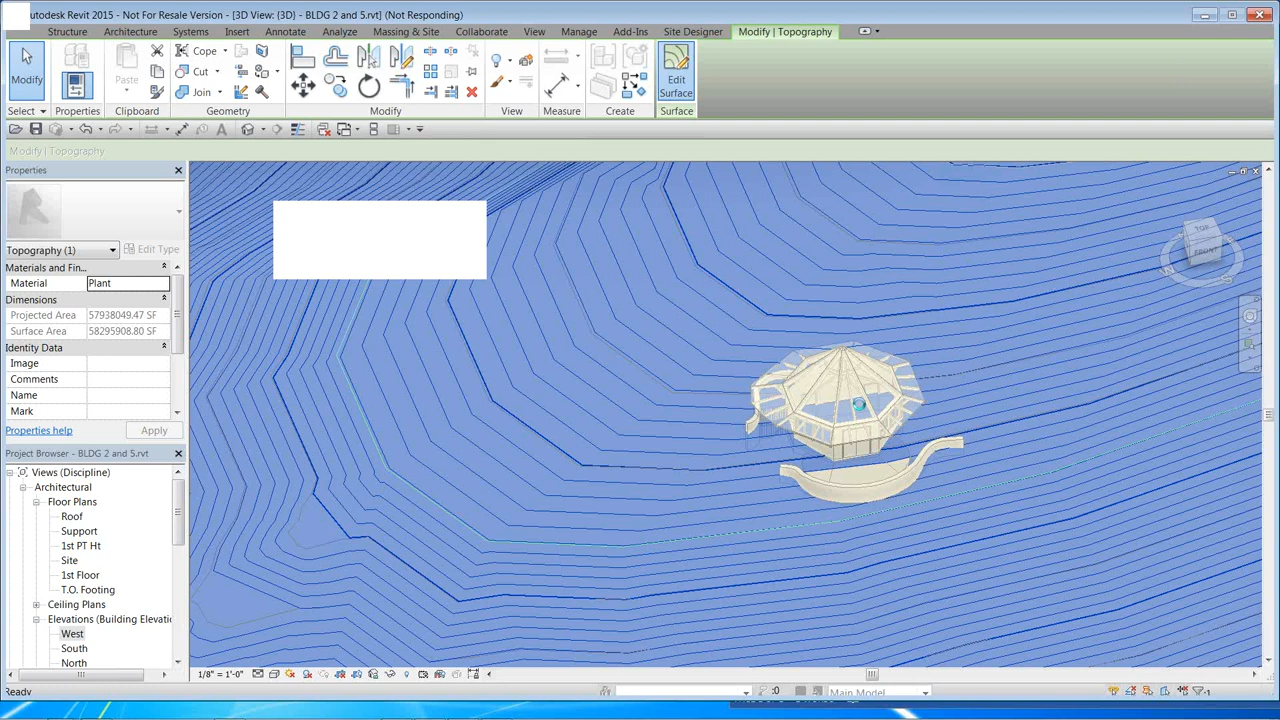 utodesk Revit 2015 - Not For Resale Version - [3D View: {3D} - BLDG 2 and 5.rvt] (Not Responding)
Structure Architecture Systems Insert Annotate Analyze Massing & Site Collaborate View Manage Add-Ins Site Designer Modify | Topography
Modify Paste Cope Cut Join Edit Surface
Select Properties Clipboard Geometry Modify View Measure Create Surface
Modify | Topography
Properties
Topography (1) Edit Type
Materials and Fin...
Material Plant
Dimensions
Projected Area 57938049.47 SF
Surface Area 58295908.80 SF
Identity Data
Image
Comments
Name
Mark
Properties help Apply
Project Browser - BLDG 2 and 5.rvt
Views (Discipline)
Architectural
Floor Plans
Roof
Support
1st PT Ht
Site
1st Floor
T.O. Footing
Ceiling Plans
Elevations (Building Elevati
West
South
North
TOP
FRONT
W
1/8" = 1'-0"
Ready :0 Main Model :1